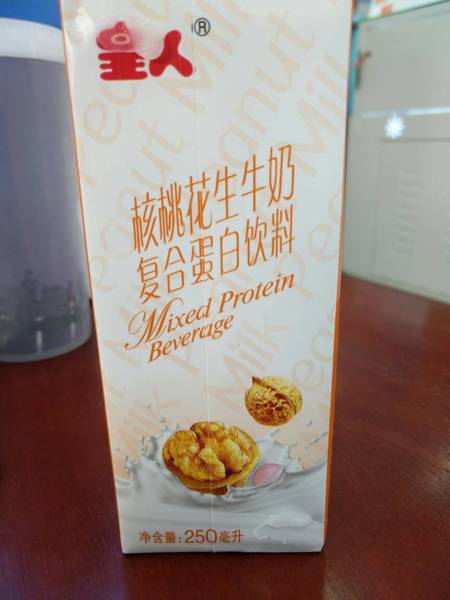 皇人®
核桃花生牛奶
复合蛋白饮料
Mixed Protein
Beverage
净含量:250毫升